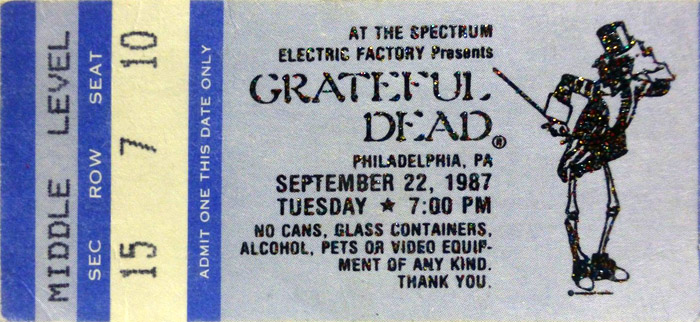 MIDDLE LEVEL
SEC ROW SEAT
15 7 10
ADMIT ONE THIS DATE ONLY
AT THE SPECTRUM
ELECTRIC FACTORY Presents
GRATEFUL
DEAD®
PHILADELPHIA, PA
SEPTEMBER 22, 1987
TUESDAY ★ 7:00 PM
NO CANS, GLASS CONTAINERS,
ALCOHOL, PETS OR VIDEO EQUIP-
MENT OF ANY KIND.
THANK YOU.